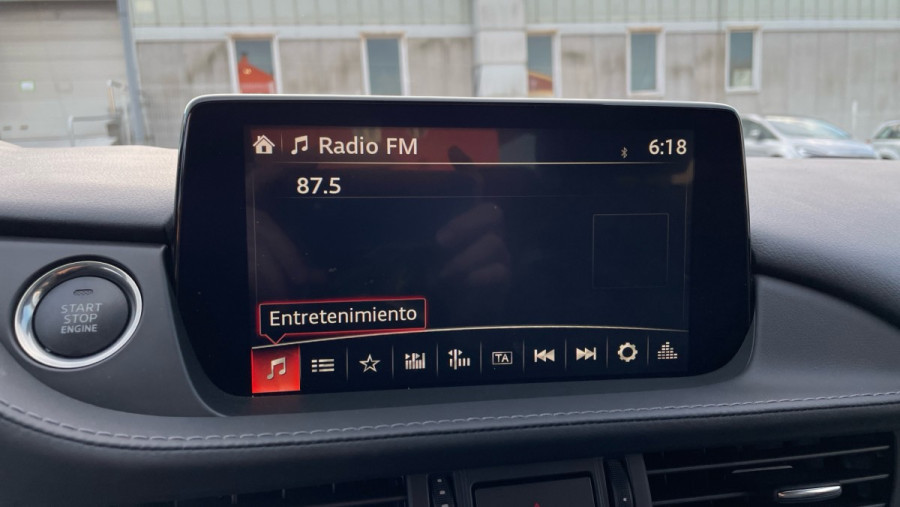 Radio FM 6:18
87.5
Entretenimiento
TA
START
STOP
ENGINE